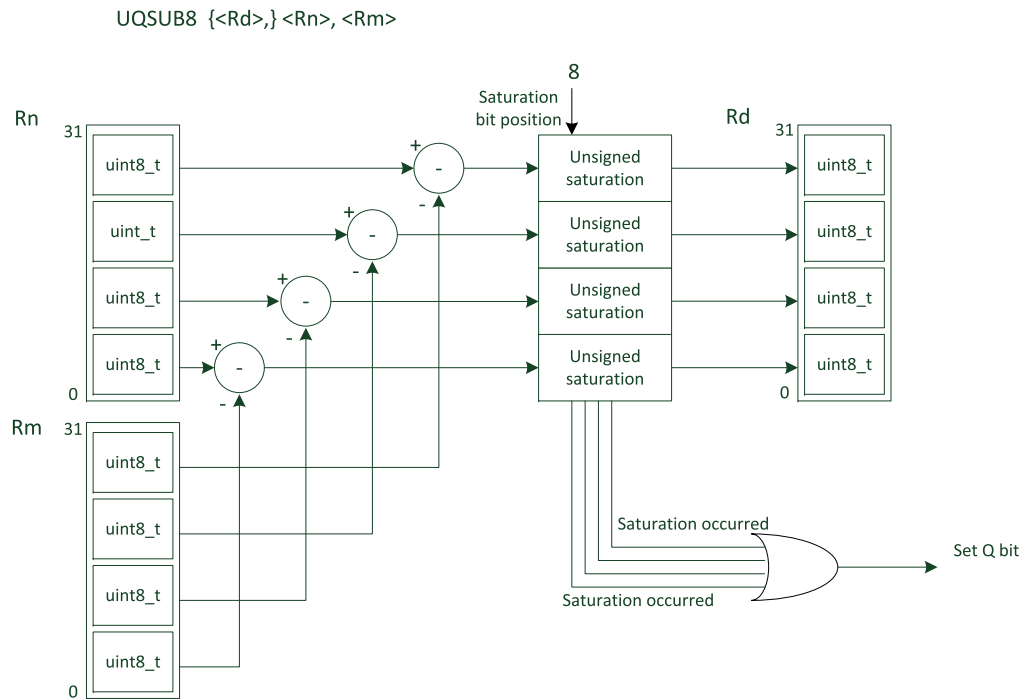 UQSUB8 {<Rd>,} <Rn>, <Rm>
8
Saturation
bit position
Rn
31
uint8_t
uint_t
uint8_t
uint8_t
0
+
-
-
+
-
-
+
-
-
+
-
-
Unsigned
saturation
Unsigned
saturation
Unsigned
saturation
Unsigned
saturation
Rd
31
uint8_t
uint8_t
uint8_t
uint8_t
0
Rm
31
uint8_t
uint8_t
uint8_t
uint8_t
0
Saturation occurred
Saturation occurred
Set Q bit